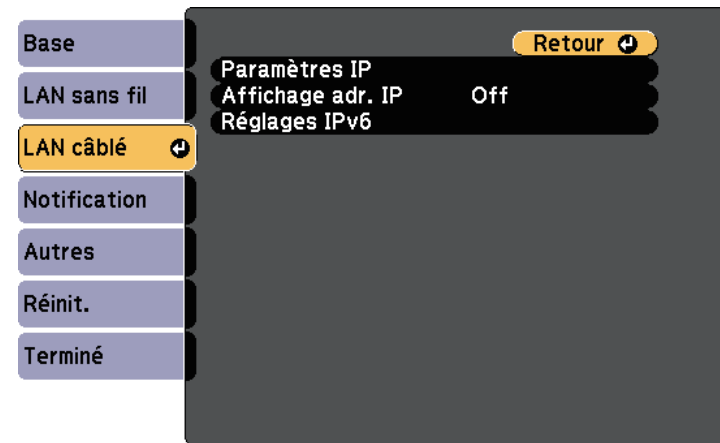 Base
LAN sans fil
LAN câblé
Notification
Autres
Réinit.
Terminé
Retour
Paramètres IP
Affichage adr. IP Off
Réglages IPv6